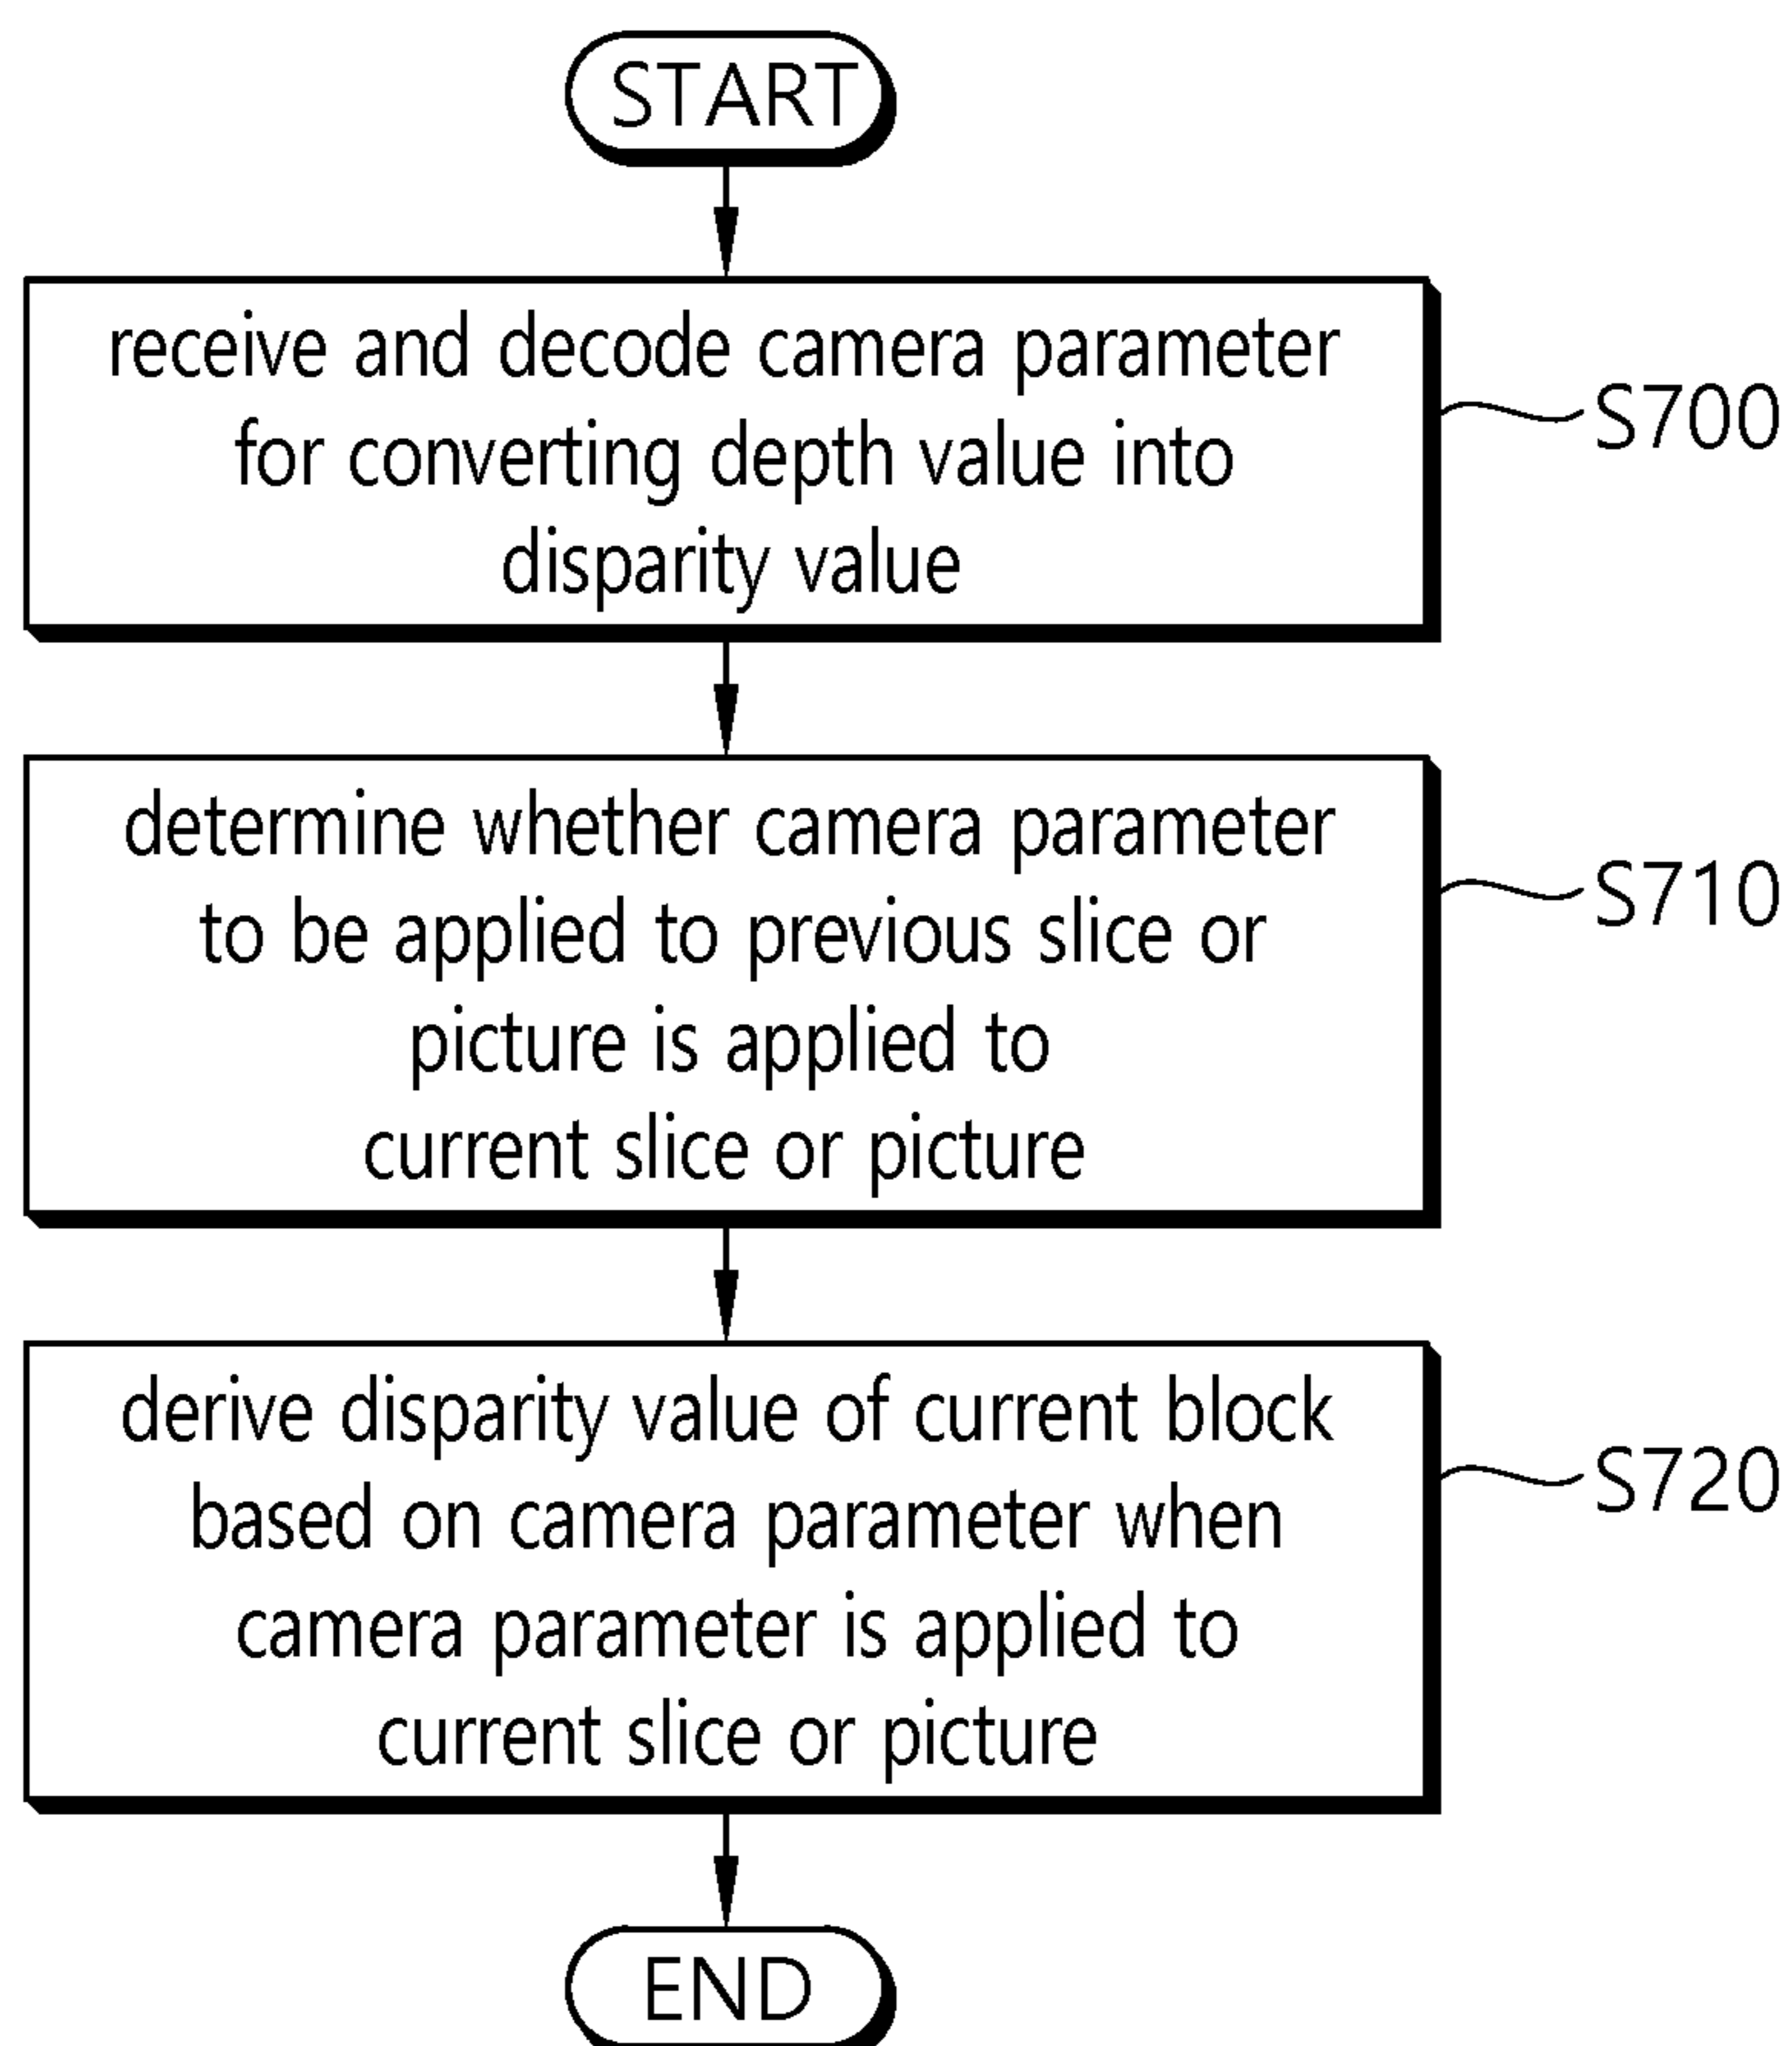 START
receive and decode camera parameter
for converting depth value into
disparity value
S700
determine whether camera parameter
to be applied to previous slice or
picture is applied to
current slice or picture
S710
derive disparity value of current block
based on camera parameter when
camera parameter is applied to
current slice or picture
S720
END